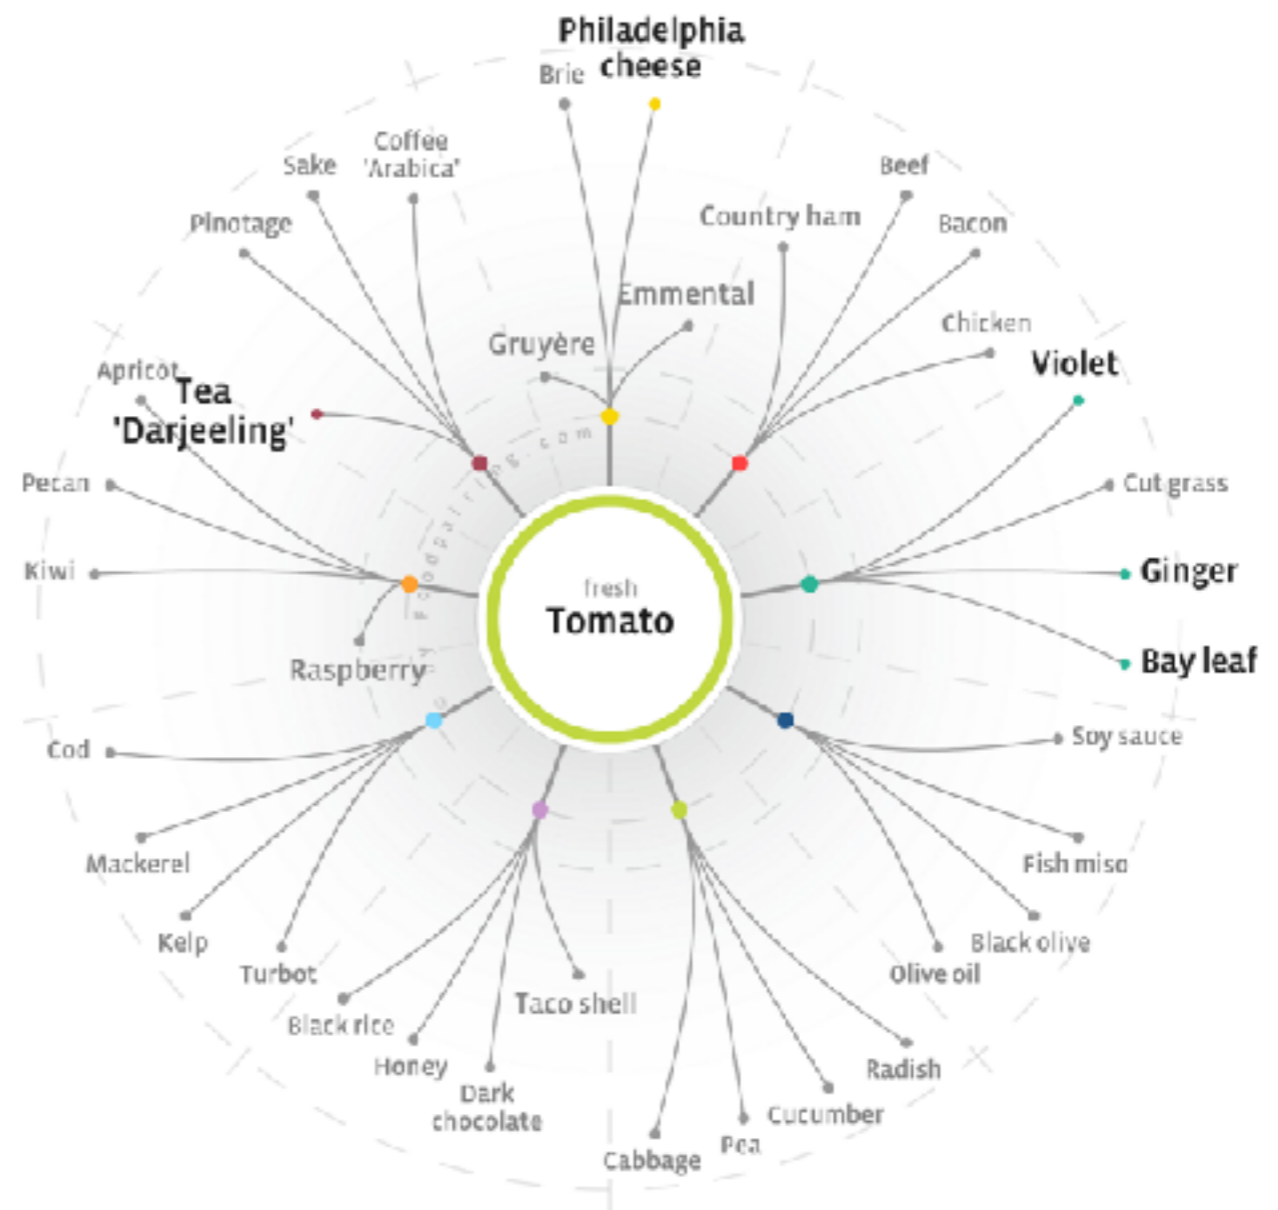 Philadelphia
cheese
Brie
Coffee
'Arabica'
Sake
Pinotage
Beef
Country ham
Bacon
Emmental
Gruyère
Chicken
Violet
Apricot
Tea
'Darjeeling'
Pecan
Cut grass
Kiwi
Ginger
fresh
Tomato
Raspberry
Bay leaf
Cod
Soy sauce
Mackerel
Fish miso
Kelp
Black olive
Turbot
Olive oil
Taco shell
Black rice
Honey
Radish
Dark
chocolate
Cucumber
Pea
Cabbage